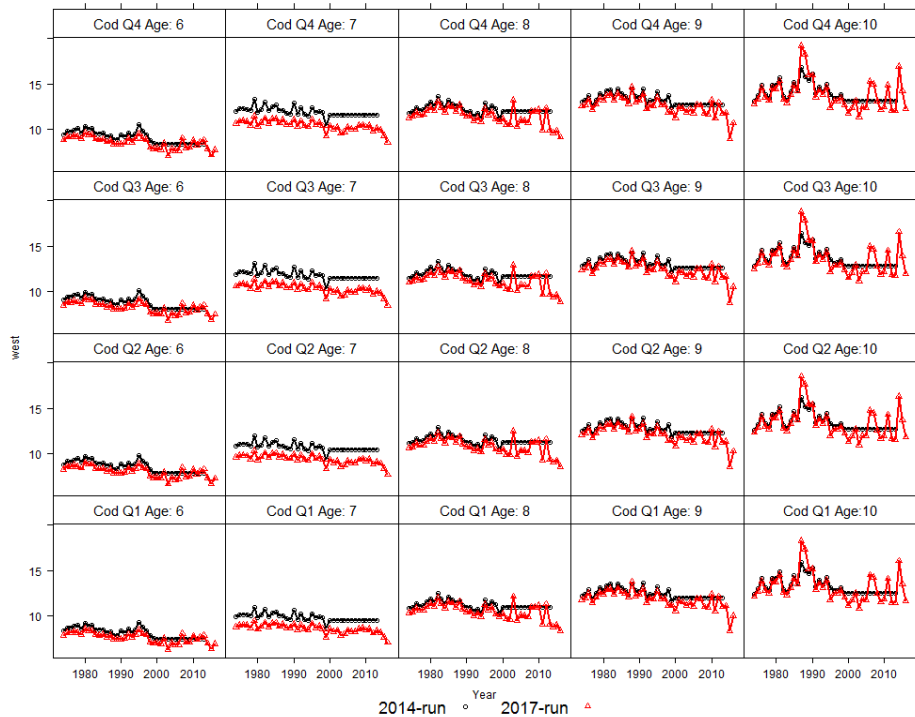 Cod Q4 Age: 6 Cod Q4 Age: 7 Cod Q4 Age: 8 Cod Q4 Age: 9 Cod Q4 Age:10
15
10
Cod Q3 Age: 6 Cod Q3 Age: 7 Cod Q3 Age: 8 Cod Q3 Age: 9 Cod Q3 Age:10
15
10
west
Cod Q2 Age: 6 Cod Q2 Age: 7 Cod Q2 Age: 8 Cod Q2 Age: 9 Cod Q2 Age:10
15
10
Cod Q1 Age: 6 Cod Q1 Age: 7 Cod Q1 Age: 8 Cod Q1 Age: 9 Cod Q1 Age:10
15
10
1980 1990 2000 2010 1980 1990 2000 2010 1980 1990 2000 2010 1980 1990 2000 2010 1980 1990 2000 2010
Year
2014-run 2017-run